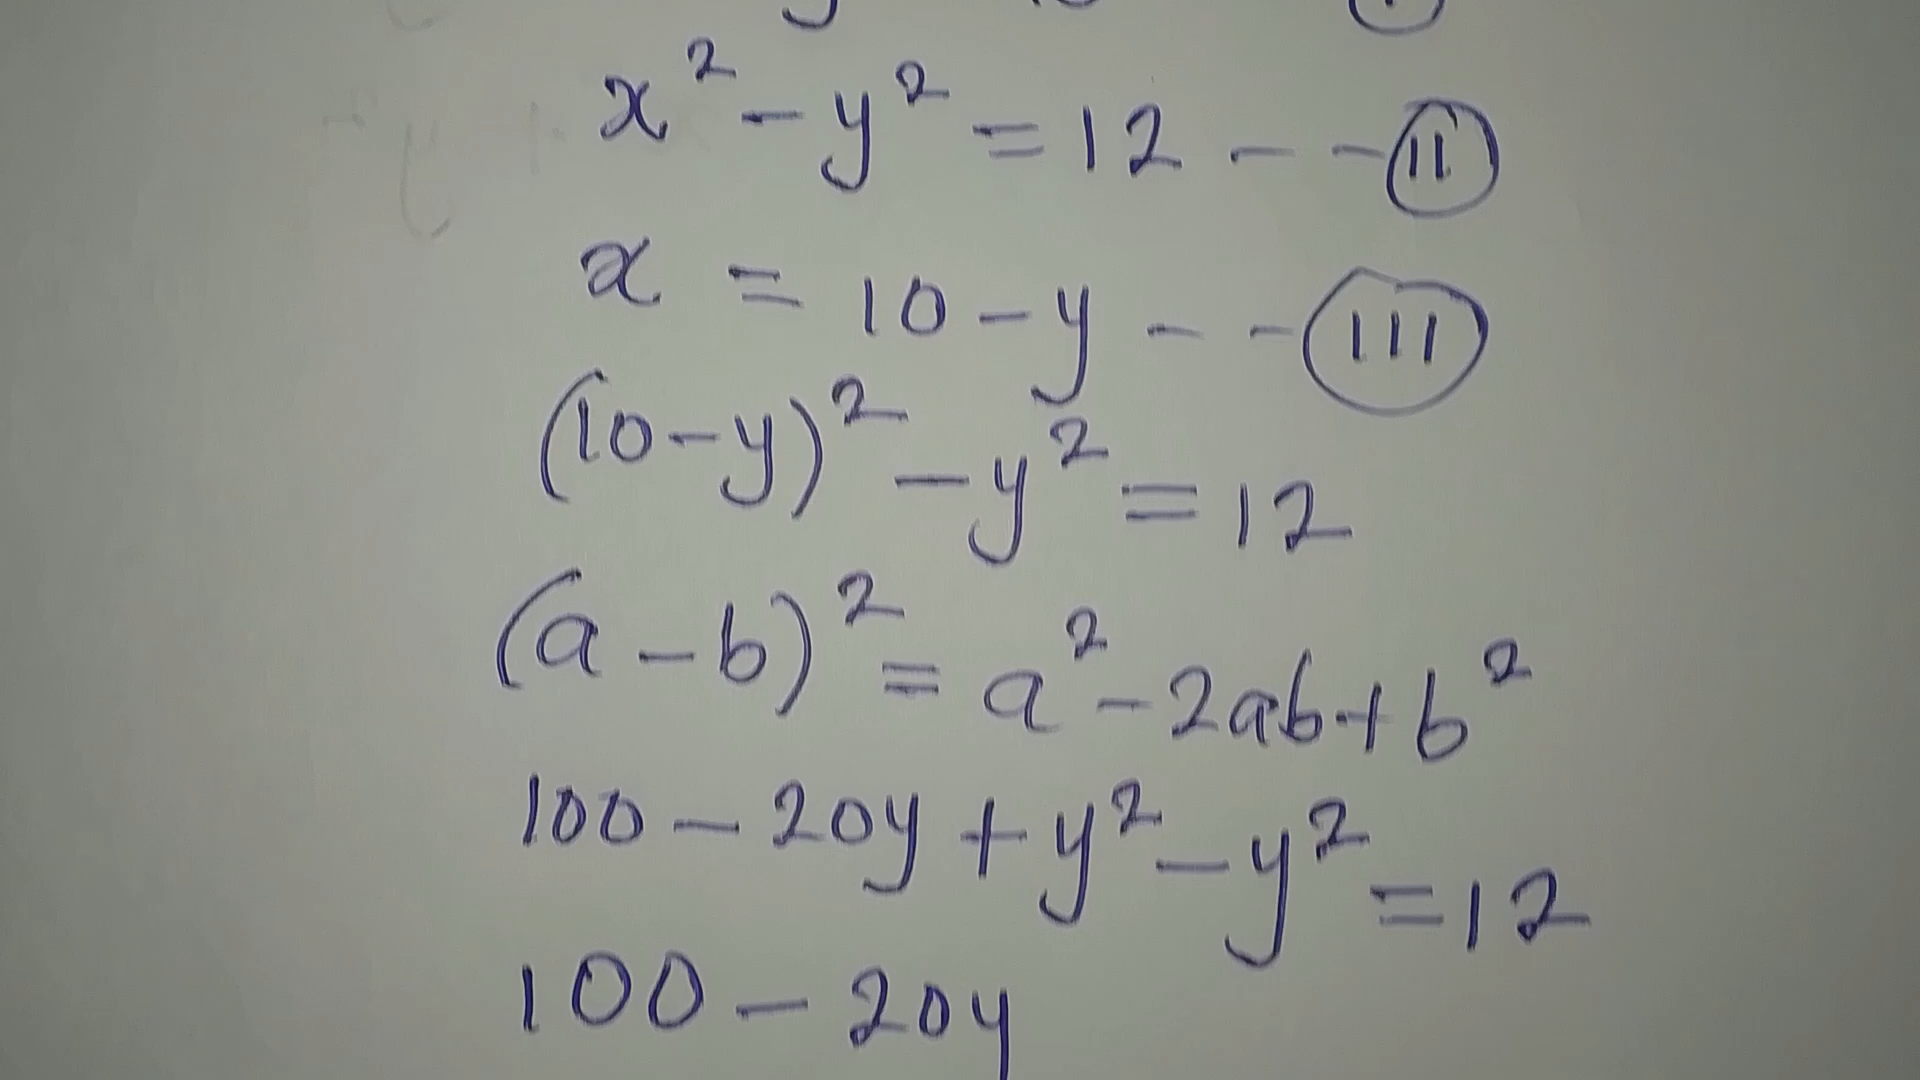 x² - y² = 12 - - (II)
x = 10 - y - - (III)
(10-y)² - y² = 12
(a - b)² = a² - 2ab + b²
100 - 20y + y² - y² = 12
100 - 20y